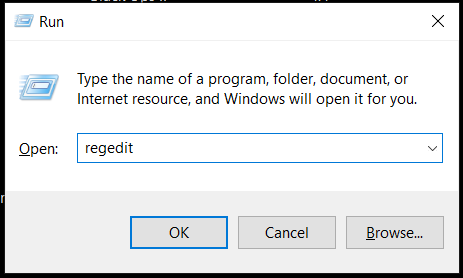 Run
Type the name of a program, folder, document, or
Internet resource, and Windows will open it for you.
Open: regedit
OK Cancel Browse...